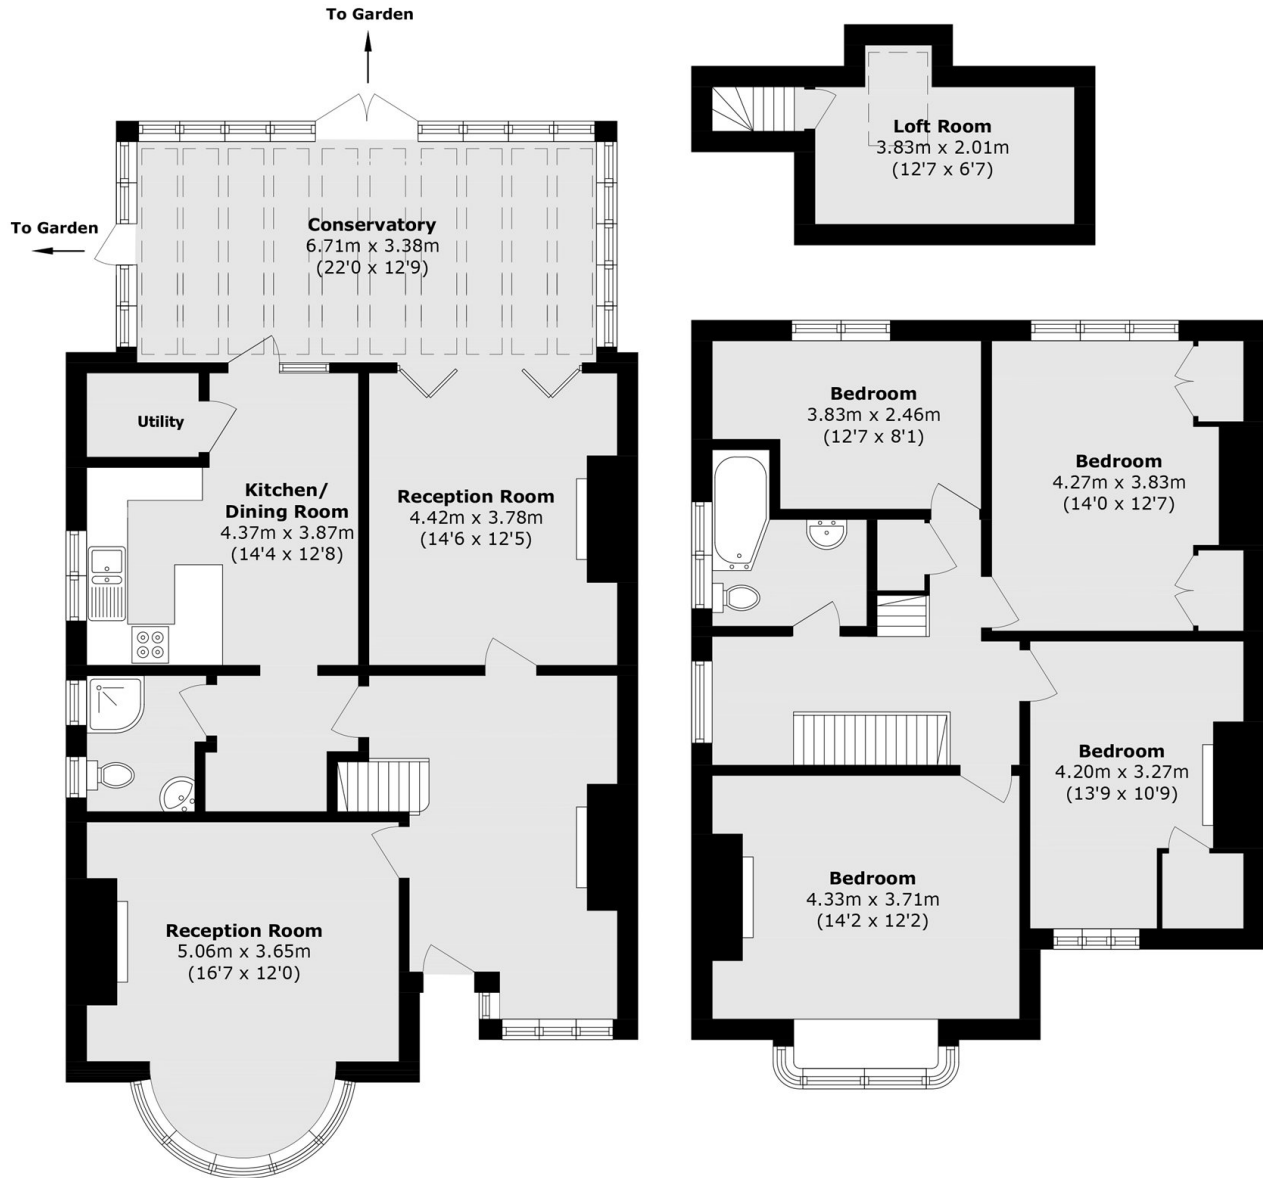 To Garden
To Garden
Conservatory
6.71m x 3.38m
(22'0 x 12'9)
Utility
Kitchen/
Dining Room
4.37m x 3.87m
(14'4 x 12'8)
Reception Room
4.42m x 3.78m
(14'6 x 12'5)
Reception Room
5.06m x 3.65m
(16'7 x 12'0)
Loft Room
3.83m x 2.01m
(12'7 x 6'7)
Bedroom
3.83m x 2.46m
(12'7 x 8'1)
Bedroom
4.27m x 3.83m
(14'0 x 12'7)
Bedroom
4.20m x 3.27m
(13'9 x 10'9)
Bedroom
4.33m x 3.71m
(14'2 x 12'2)